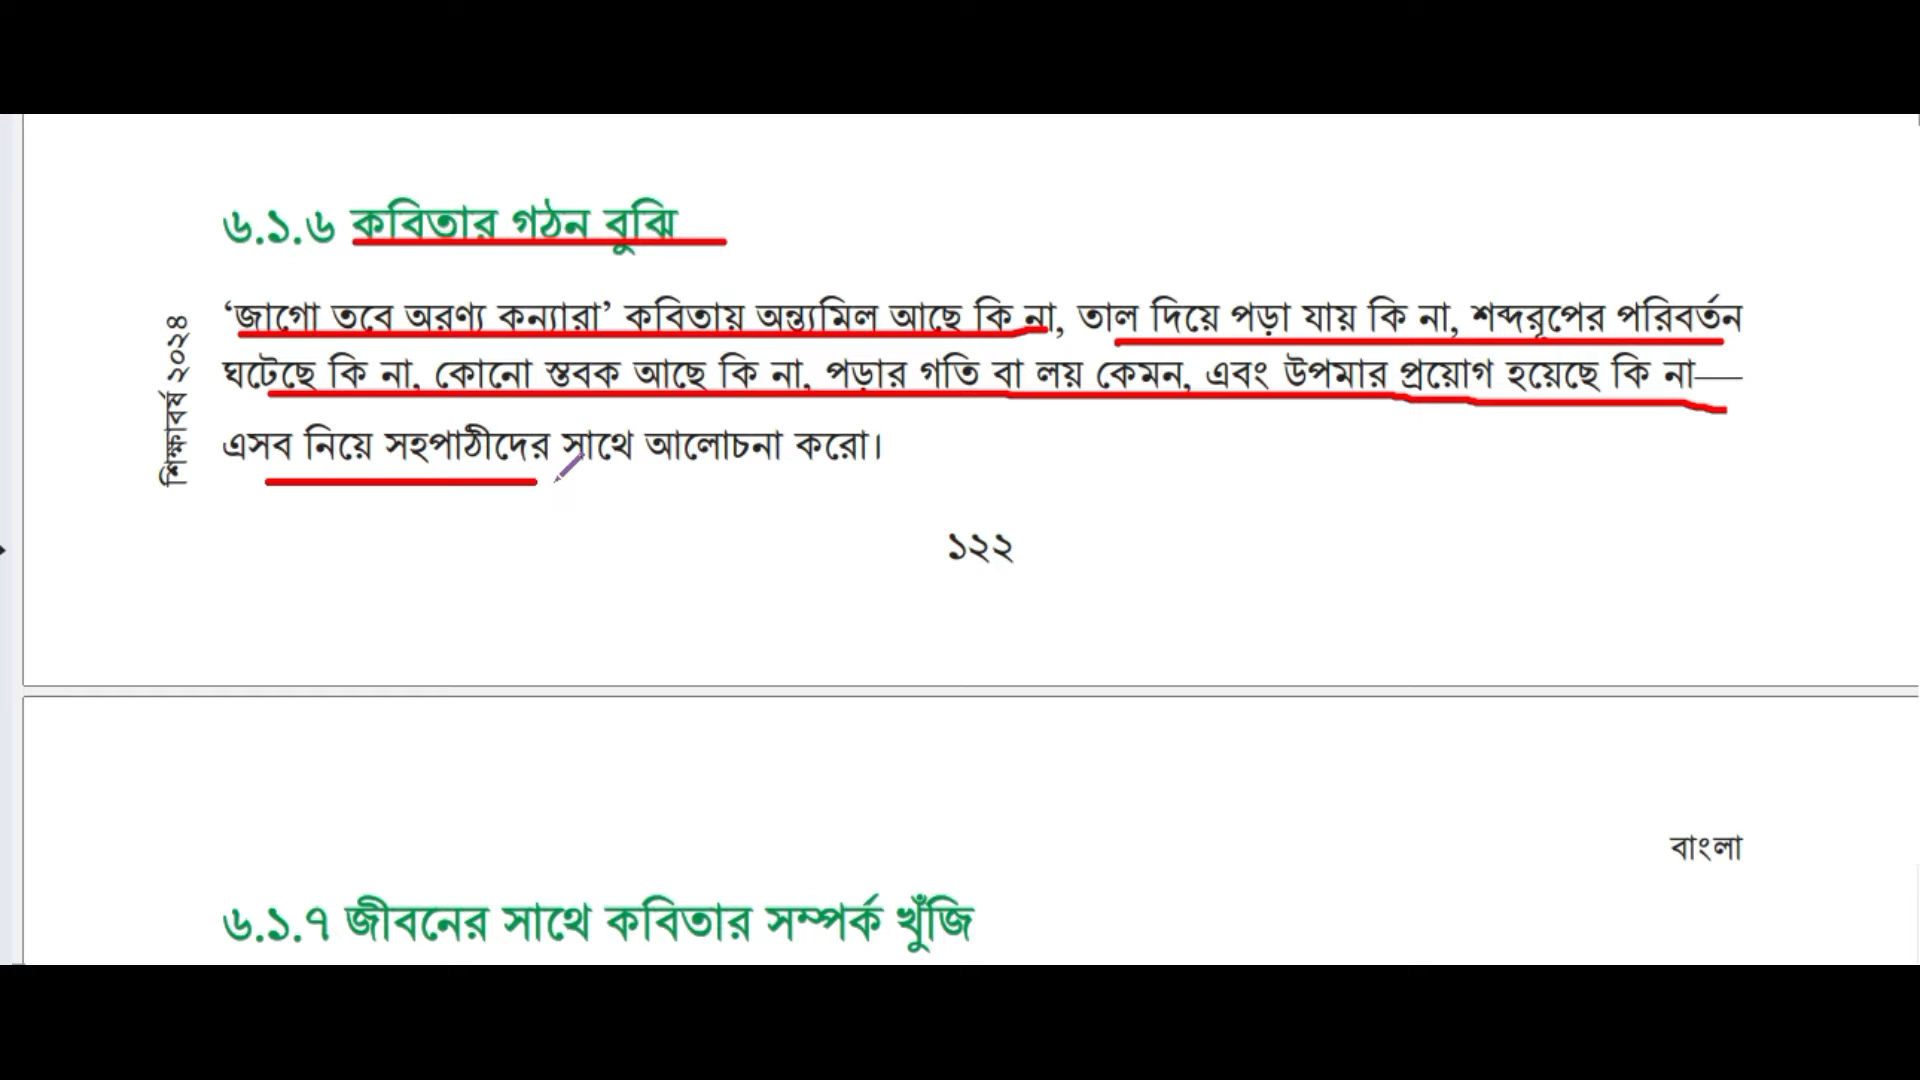 ৬.১.৬ কবিতার গঠন বুঝি
‘জাগো তবে অরণ্য কন্যারা’ কবিতায় অন্ত্যমিল আছে কি না, তাল দিয়ে পড়া যায় কি না, শব্দরূপের পরিবর্তন
ঘটেছে কি না, কোনো স্তবক আছে কি না, পড়ার গতি বা লয় কেমন, এবং উপমার প্রয়োগ হয়েছে কি না—
এসব নিয়ে সহপাঠীদের সাথে আলোচনা করো।
শিক্ষাবর্ষ ২০২৪
১২২
বাংলা
৬.১.৭ জীবনের সাথে কবিতার সম্পর্ক খুঁজি